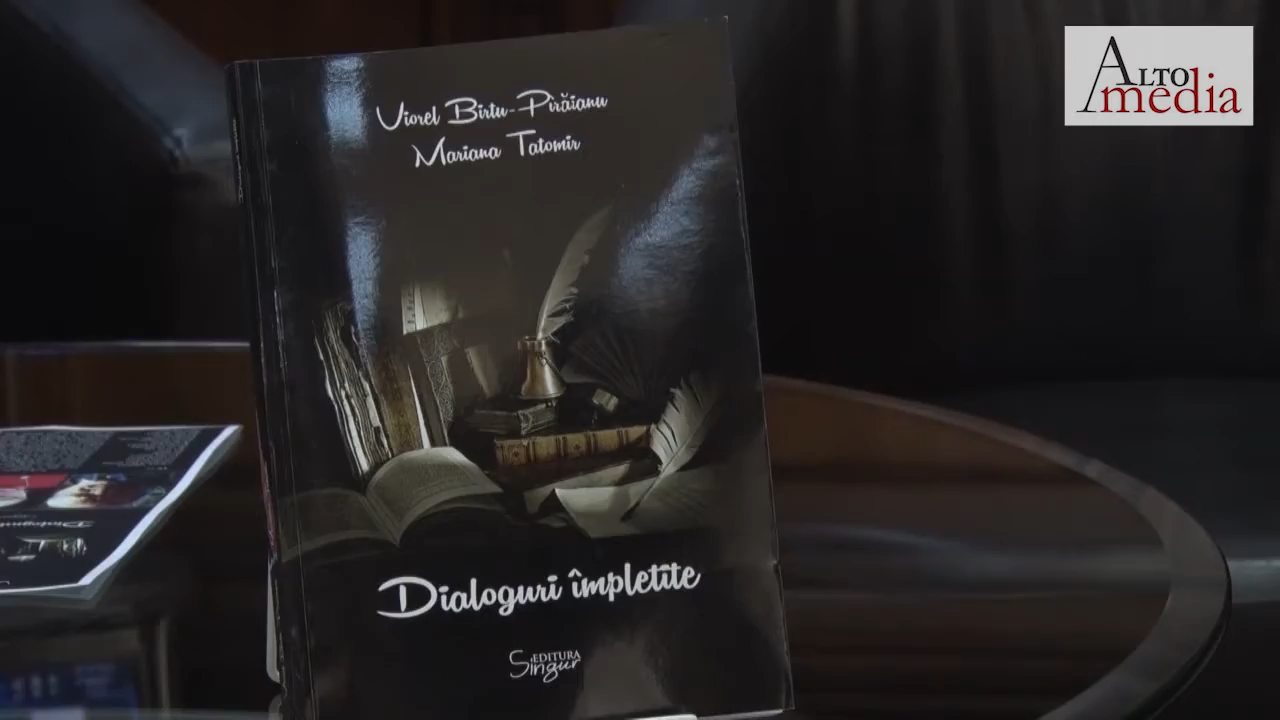 Viorel Birtu-Pîrăianu
Mariana Tatomir
Dialoguri împletite
EDITURA
Singur
ALTO
media